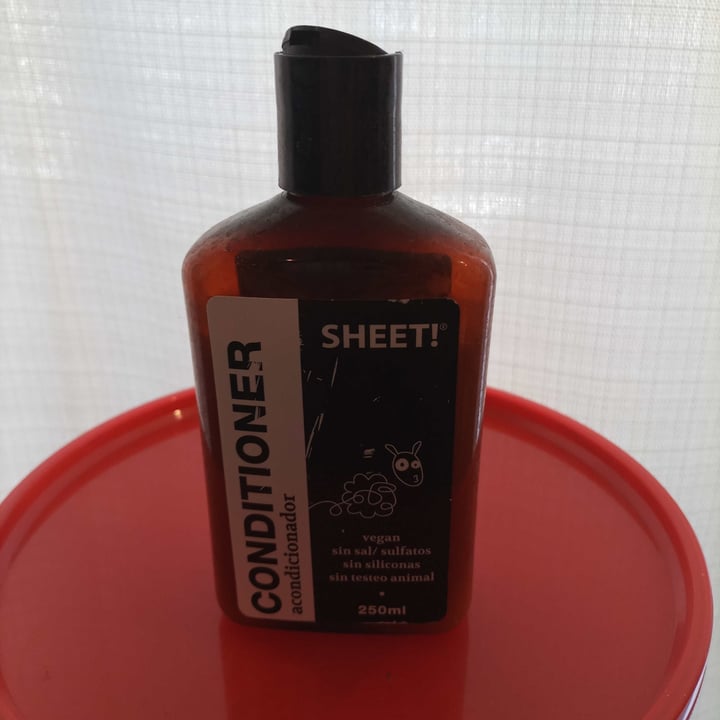 SHEET!®
CONDITIONER
acondicionador
vegan
sin sal/ sulfatos
sin siliconas
sin testeo animal
250ml